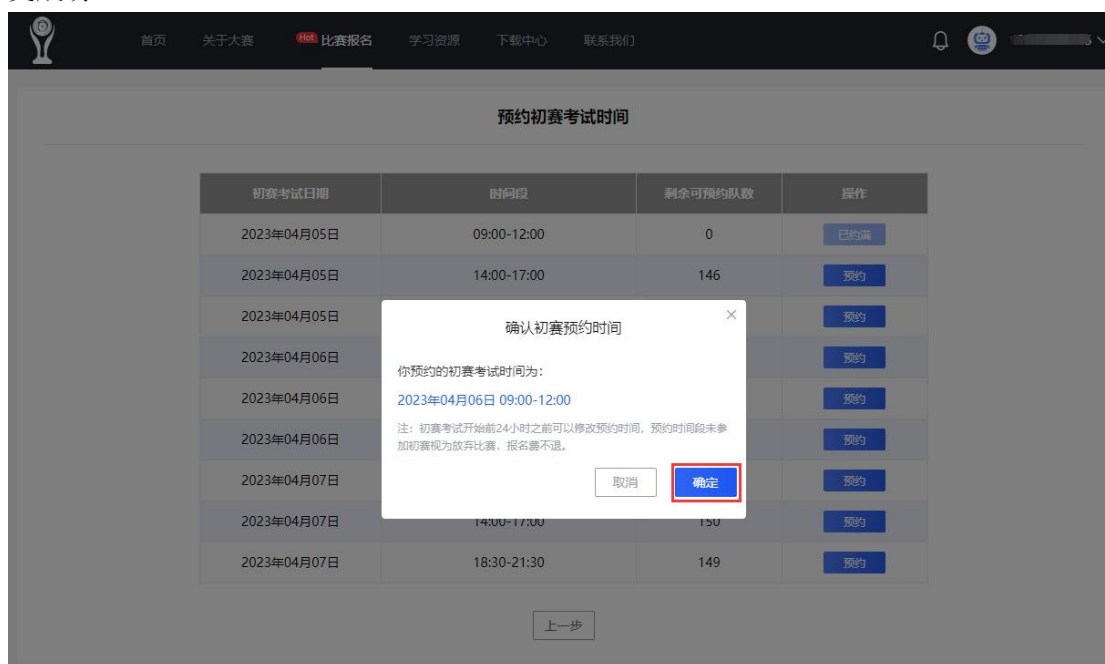 首页 关于大赛 Hot 比赛报名 学习资源 下载中心 联系我们
预约初赛考试时间
初赛考试日期 时间段 剩余可预约队数 操作
2023年04月05日 09:00-12:00 0 已约满
2023年04月05日 14:00-17:00 146 预约
2023年04月05日 预约
2023年04月06日 预约
2023年04月06日 预约
2023年04月06日 预约
2023年04月07日 预约
2023年04月07日 14:00-17:00 150 预约
2023年04月07日 18:30-21:30 149 预约
确认初赛预约时间
你预约的初赛考试时间为：
2023年04月06日 09:00-12:00
注：初赛考试开始前24小时之前可以修改预约时间，预约时间段未参
加初赛视为放弃比赛，报名费不退。
取消 确定
上一步